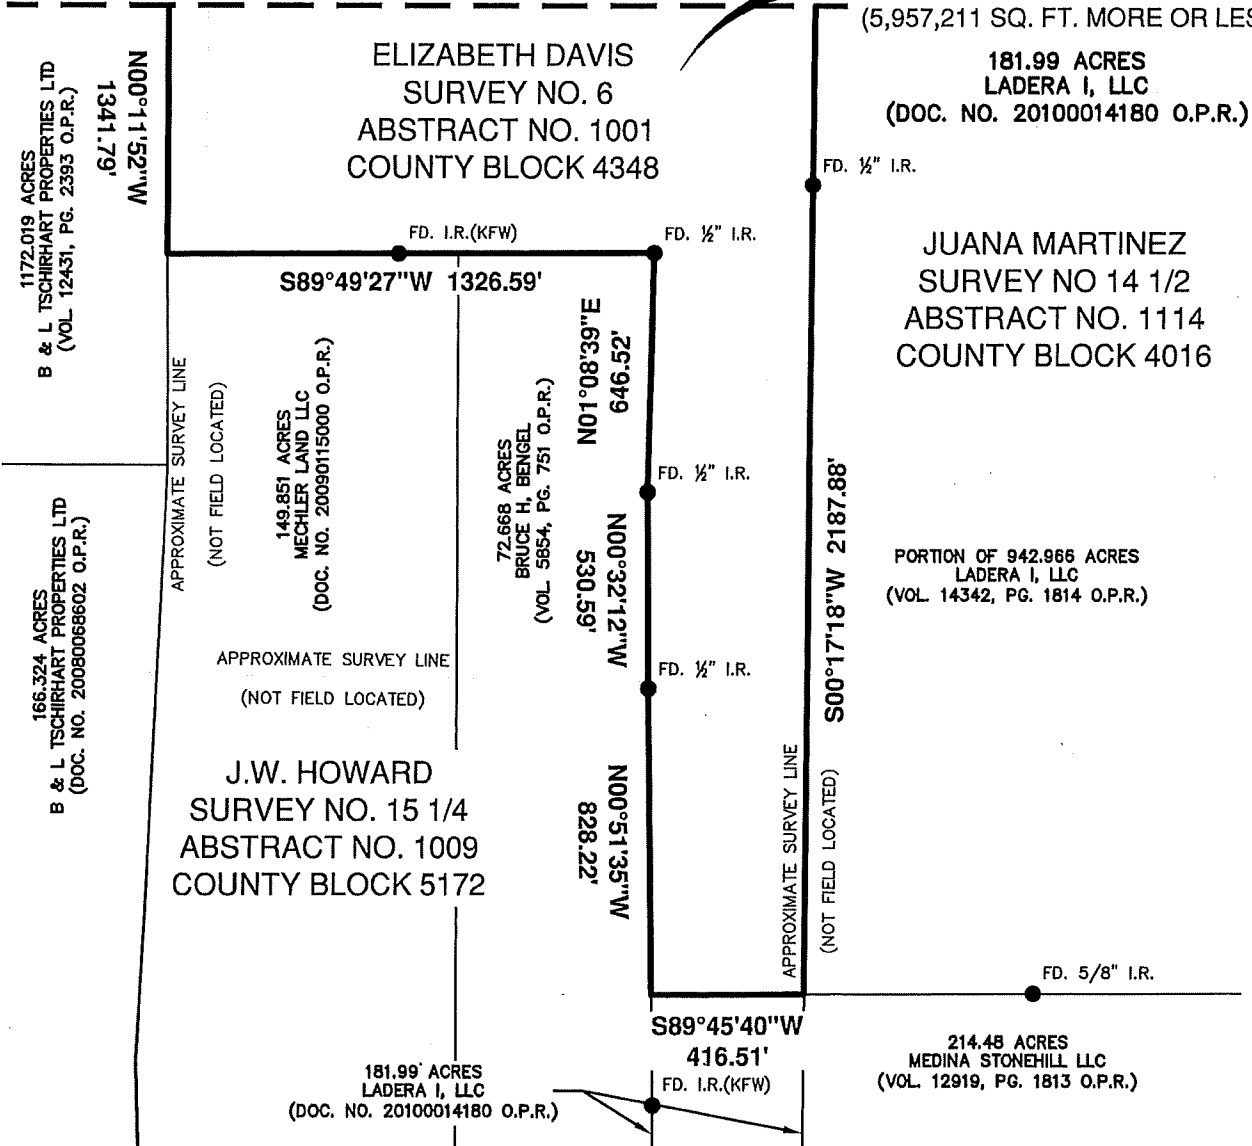 (5,957,211 SQ. FT. MORE OR LES
181.99 ACRES
LADERA I, LLC
(DOC. NO. 20100014180 O.P.R.)
ELIZABETH DAVIS
SURVEY NO. 6
ABSTRACT NO. 1001
COUNTY BLOCK 4348
N00°11'52"W
1341.79'
1172.019 ACRES
B & L TSCHIRHART PROPERTIES LTD
(VOL 12431, PG. 2393 O.P.R.)
FD. ½" I.R.
FD. I.R.(KFW)
FD. ½" I.R.
S89°49'27"W 1326.59'
JUANA MARTINEZ
SURVEY NO 14 1/2
ABSTRACT NO. 1114
COUNTY BLOCK 4016
N01°08'39"E
646.52'
APPROXIMATE SURVEY LINE
(NOT FIELD LOCATED)
149.851 ACRES
MECHLER LAND LLC
(DOC. NO. 20090115000 O.P.R.)
72.668 ACRES
BRUCE H, BENGEL
(VOL 5854, PG. 751 O.P.R.)
FD. ½" I.R.
S00°17'18"W 2187.88'
166.324 ACRES
B & L TSCHIRHART PROPERTIES LTD
(DOC. NO. 20080068602 O.P.R.)
N00°32'12"W
530.59'
PORTION OF 942.966 ACRES
LADERA I, LLC
(VOL. 14342, PG. 1814 O.P.R.)
APPROXIMATE SURVEY LINE
(NOT FIELD LOCATED)
FD. ½" I.R.
J.W. HOWARD
SURVEY NO. 15 1/4
ABSTRACT NO. 1009
COUNTY BLOCK 5172
N00°51'35"W
828.22'
APPROXIMATE SURVEY LINE
(NOT FIELD LOCATED)
FD. 5/8" I.R.
S89°45'40"W
416.51'
FD. I.R.(KFW)
181.99 ACRES
LADERA I, LLC
(DOC. NO. 20100014180 O.P.R.)
214.48 ACRES
MEDINA STONEHILL LLC
(VOL. 12919, PG. 1813 O.P.R.)